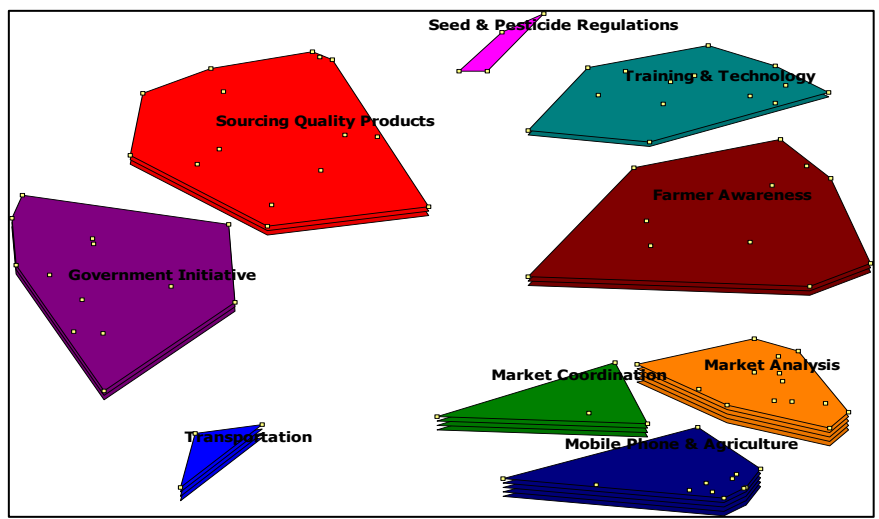 Seed & Pesticide Regulations
Training & Technology
Sourcing Quality Products
Farmer Awareness
Government Initiative
Market Analysis
Market Coordination
Transportation
Mobile Phone & Agriculture